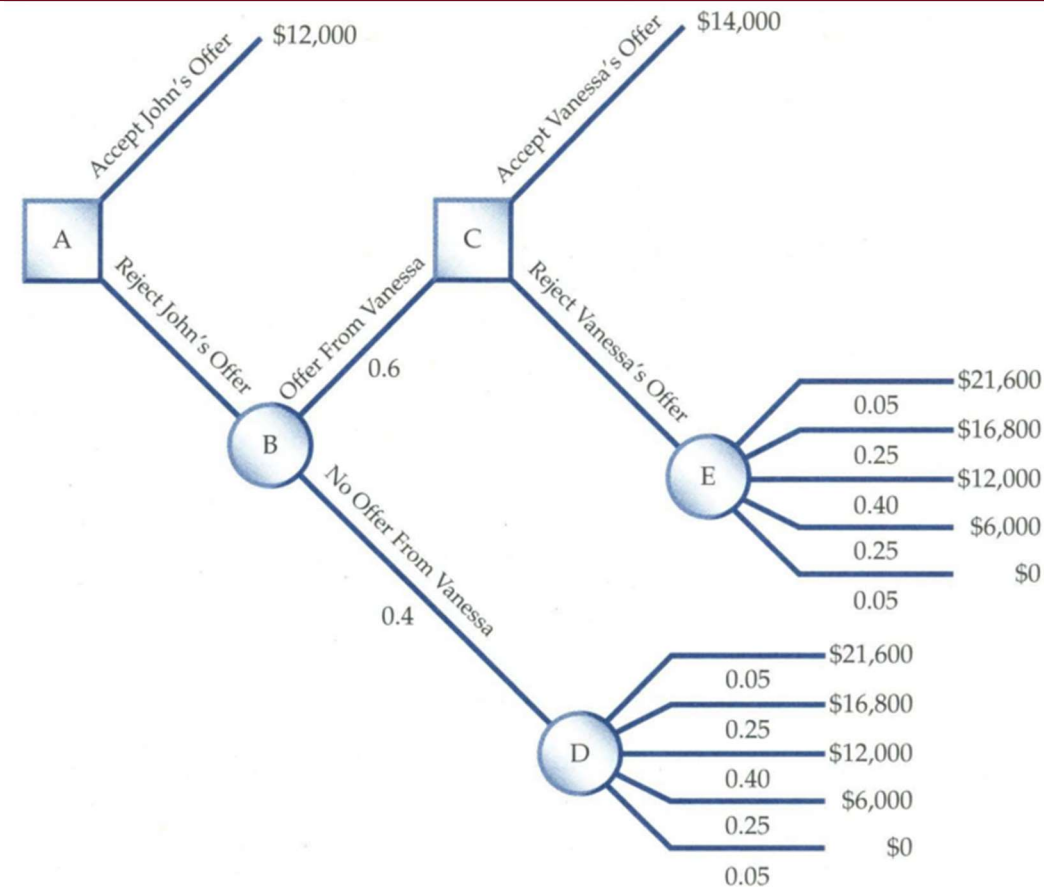 Accept John's Offer
$12,000
Accept Vanessa's Offer
$14,000
A
C
Reject John's Offer
Offer From Vanessa
0.6
Reject Vanessa's Offer
B
No Offer From Vanessa
0.4
E
$21,600
0.05
$16,800
0.25
$12,000
0.40
$6,000
0.25
$0
0.05
D
$21,600
0.05
$16,800
0.25
$12,000
0.40
$6,000
0.25
$0
0.05